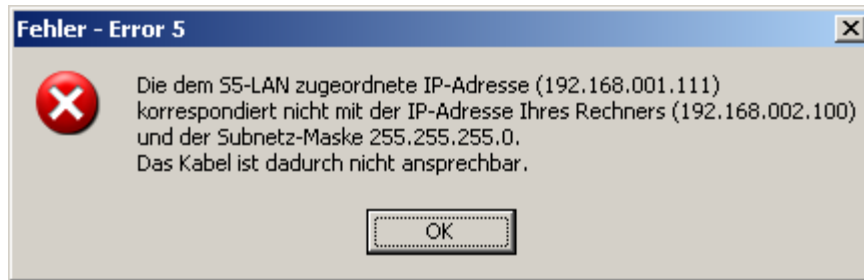 Fehler - Error 5
Die dem S5-LAN zugeordnete IP-Adresse (192.168.001.111)
korrespondiert nicht mit der IP-Adresse Ihres Rechners (192.168.002.100)
und der Subnetz-Maske 255.255.255.0.
Das Kabel ist dadurch nicht ansprechbar.
OK